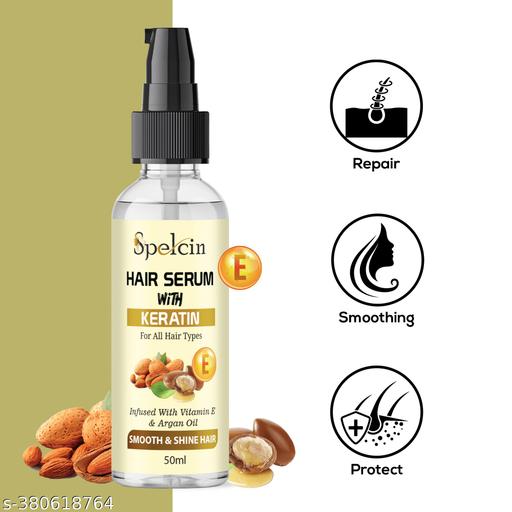 Spelcin
HAIR SERUM
WITH
KERATIN
For All Hair Types
E
E
Infused With Vitamin E
& Argan Oil
SMOOTH & SHINE HAIR
50ml
Repair
Smoothing
Protect
s-380618764